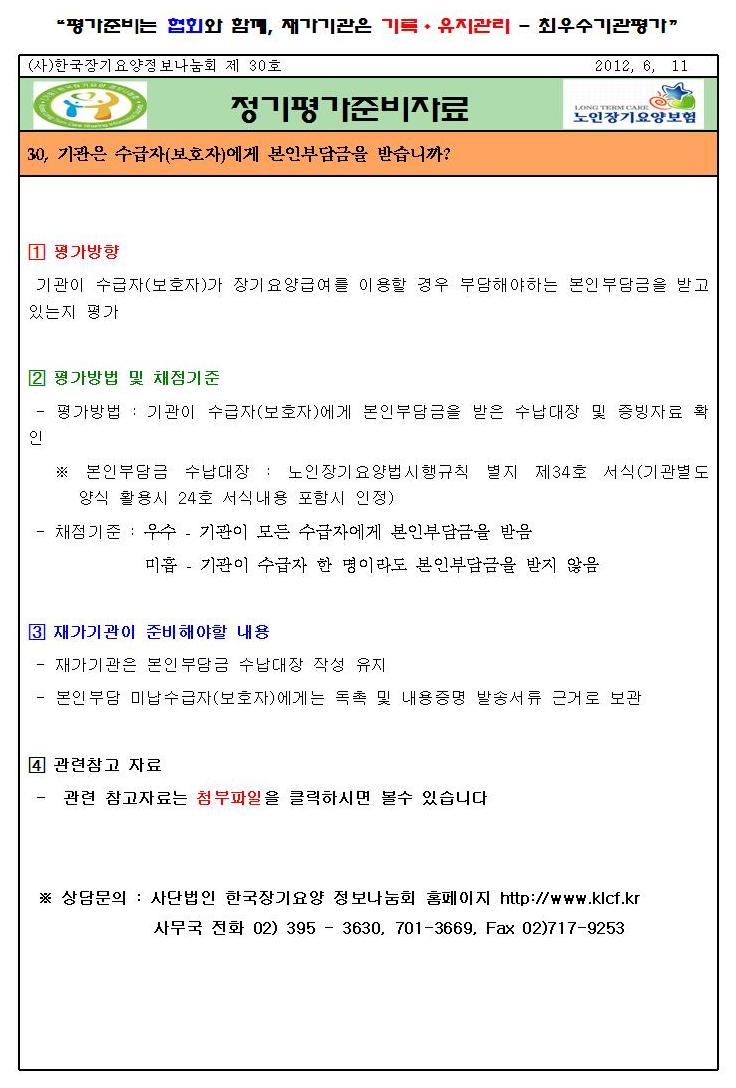 “평가준비는 협회와 함께, 재가기관은 기록·유지관리 - 최우수기관평가”
(사)한국장기요양정보나눔회 제 30호 2012, 6, 11
정기평가준비자료
LONG TERM CARE
노인장기요양보험
30, 기관은 수급자(보호자)에게 본인부담금을 받습니까?
1 평가방향
기관이 수급자(보호자)가 장기요양급여를 이용할 경우 부담해야하는 본인부담금을 받고
있는지 평가
2 평가방법 및 채점기준
- 평가방법 : 기관이 수급자(보호자)에게 본인부담금을 받은 수납대장 및 증빙자료 확
인
※ 본인부담금 수납대장 : 노인장기요양법시행규칙 별지 제34호 서식(기관별도
양식 활용시 24호 서식내용 포함시 인정)
- 채점기준 : 우수 - 기관이 모든 수급자에게 본인부담금을 받음
미흡 - 기관이 수급자 한 명이라도 본인부담금을 받지 않음
3 재가기관이 준비해야할 내용
- 재가기관은 본인부담금 수납대장 작성 유지
- 본인부담 미납수급자(보호자)에게는 독촉 및 내용증명 발송서류 근거로 보관
4 관련참고 자료
- 관련 참고자료는 첨부파일을 클릭하시면 볼수 있습니다
※ 상담문의 : 사단법인 한국장기요양 정보나눔회 홈페이지 http://www.klcf.kr
사무국 전화 02) 395 - 3630, 701-3669, Fax 02)717-9253